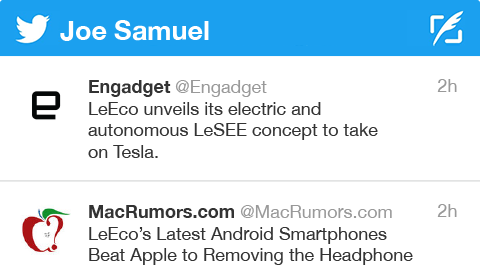 Joe Samuel
Engadget @Engadget 2h
LeEco unveils its electric and
autonomous LeSEE concept to take
on Tesla.
MacRumors.com @MacRumors.com 2h
LeEco’s Latest Android Smartphones
Beat Apple to Removing the Headphone